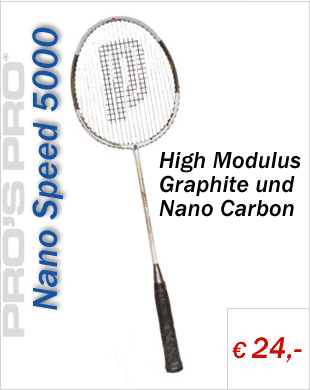 PRO'S PRO®
Nano Speed 5000
P
High Modulus
Graphite und
Nano Carbon
€ 24,-